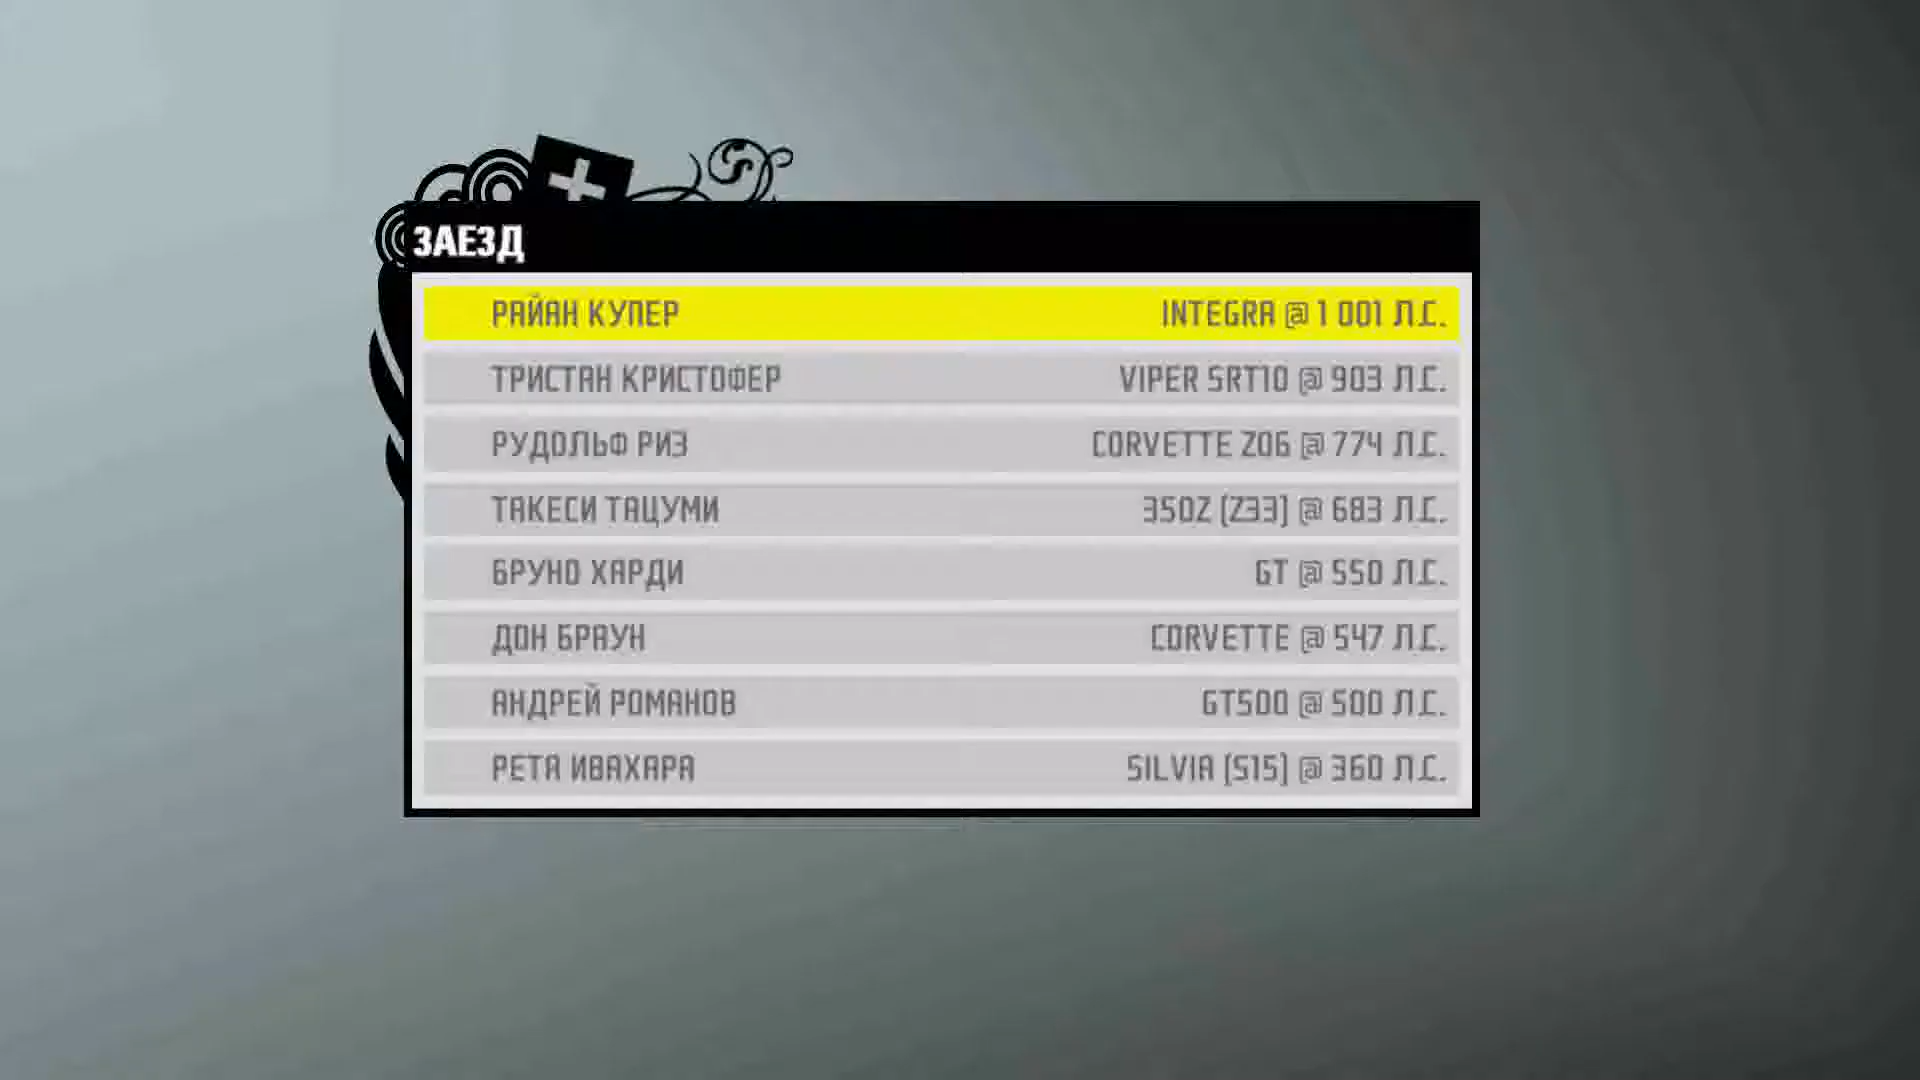 ЗАЕЗД
РАЙАН КУПЕР INTEGRA @ 1 001 Л.С.
ТРИСТАН КРИСТОФЕР VIPER SRT10 @ 903 Л.С.
РУДОЛЬФ РИЗ CORVETTE Z06 @ 774 Л.С.
ТАКЕСИ ТАЦУМИ 350Z (Z33) @ 683 Л.С.
БРУНО ХАРДИ GT @ 550 Л.С.
ДОН БРАУН CORVETTE @ 547 Л.С.
АНДРЕЙ РОМАНОВ GT500 @ 500 Л.С.
РЕТА ИВАХАРА SILVIA (S15) @ 360 Л.С.